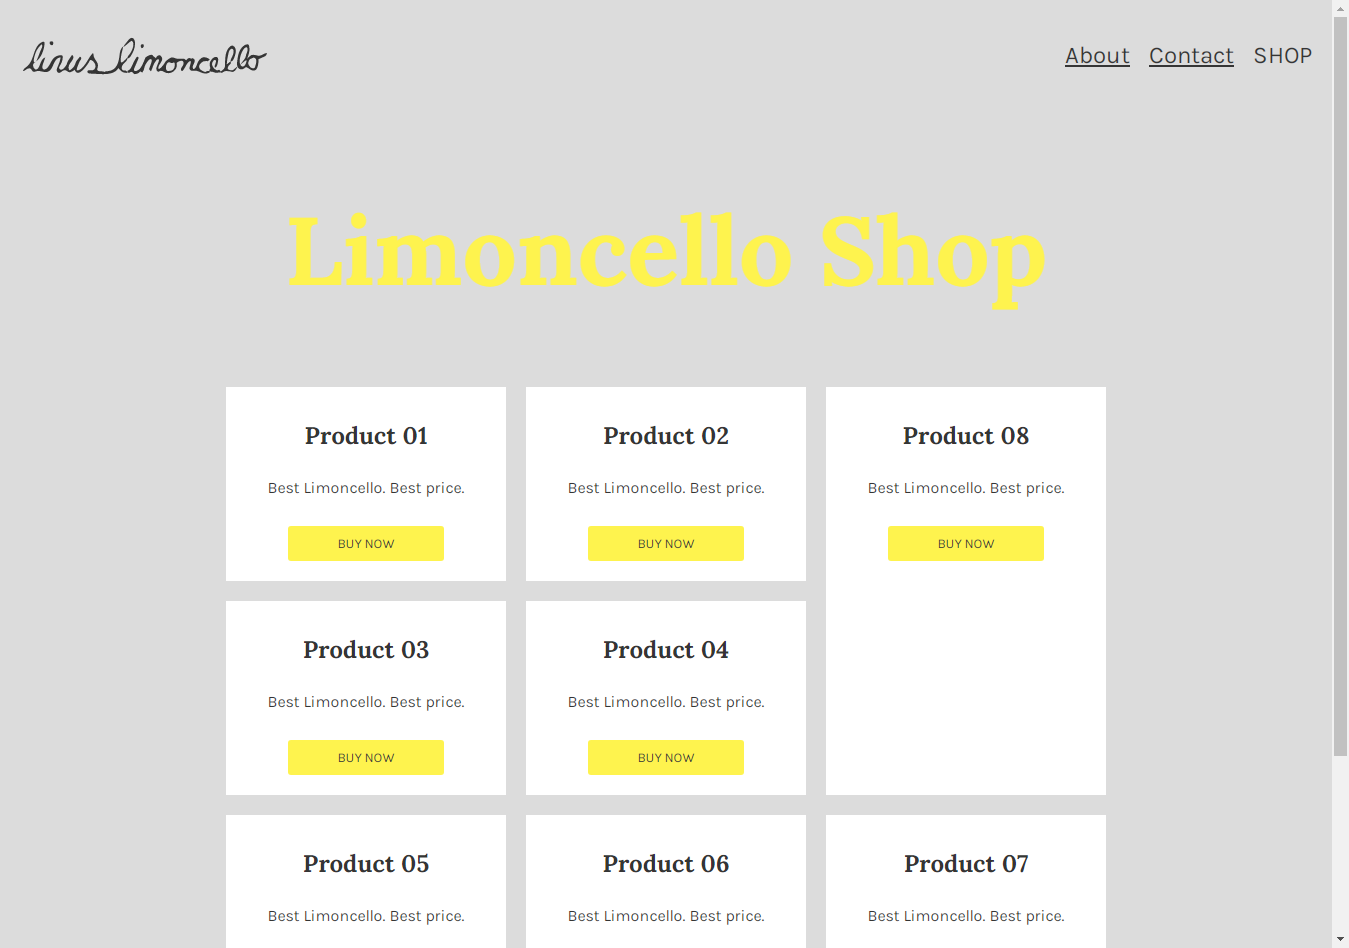 linus limoncello
About Contact SHOP
Limoncello Shop
Product 01
Best Limoncello. Best price.
BUY NOW
Product 02
Best Limoncello. Best price.
BUY NOW
Product 08
Best Limoncello. Best price.
BUY NOW
Product 03
Best Limoncello. Best price.
BUY NOW
Product 04
Best Limoncello. Best price.
BUY NOW
Product 05
Best Limoncello. Best price.
Product 06
Best Limoncello. Best price.
Product 07
Best Limoncello. Best price.